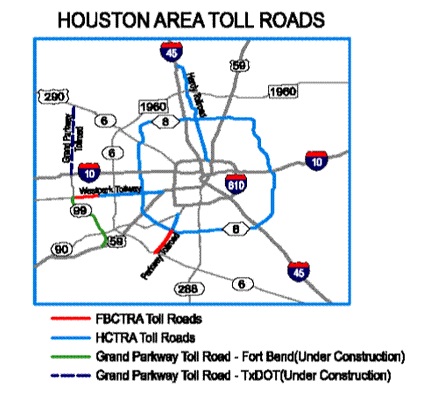 HOUSTON AREA TOLL ROADS
45
59
290
Hardy Tollroad
1960
1960
6
8
Grand Parkway
Tollroad
6
10
10
Westpark Tollway
610
99
8
90
59
Parkway Tollroad
45
288
6
FBCTRA Toll Roads
HCTRA Toll Roads
Grand Parkway Toll Road - Fort Bend(Under Construction)
Grand Parkway Toll Road - TxDOT(Under Construction)